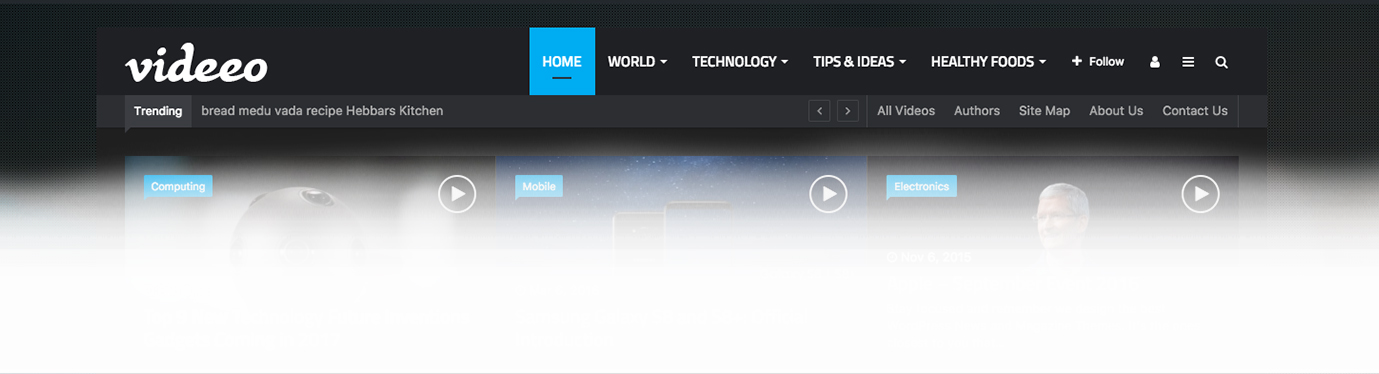 videeo
HOME WORLD TECHNOLOGY TIPS & IDEAS HEALTHY FOODS Follow
Trending bread medu vada recipe Hebbars Kitchen All Videos Authors Site Map About Us Contact Us
Computing Mobile Electronics
Nov 6, 2015